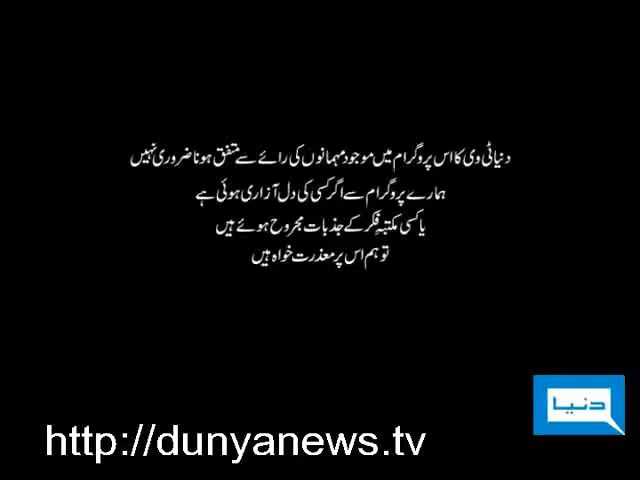 دنیا ٹی وی کا اس پروگرام میں موجود مہمانوں کی رائے سے متفق ہونا ضروری نہیں
ہمارے پروگرام سے اگر کسی کی دل آزاری ہوئی ہے
یا کسی مکتبہِ فکر کے جذبات مجروح ہوئے ہیں
تو ہم اس پر معذرت خواہ ہیں
دنیا
http://dunyanews.tv